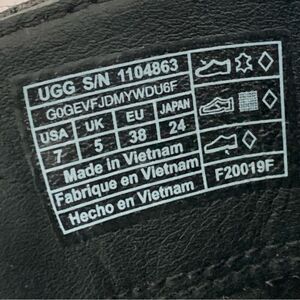 UGG S/N 1104863
G0GEVFJDMYWDU6F
USA UK EU JAPAN
7 5 38 24
Made in Vietnam
Fabrique en Vietnam
Hecho en Vietnam
F20019F